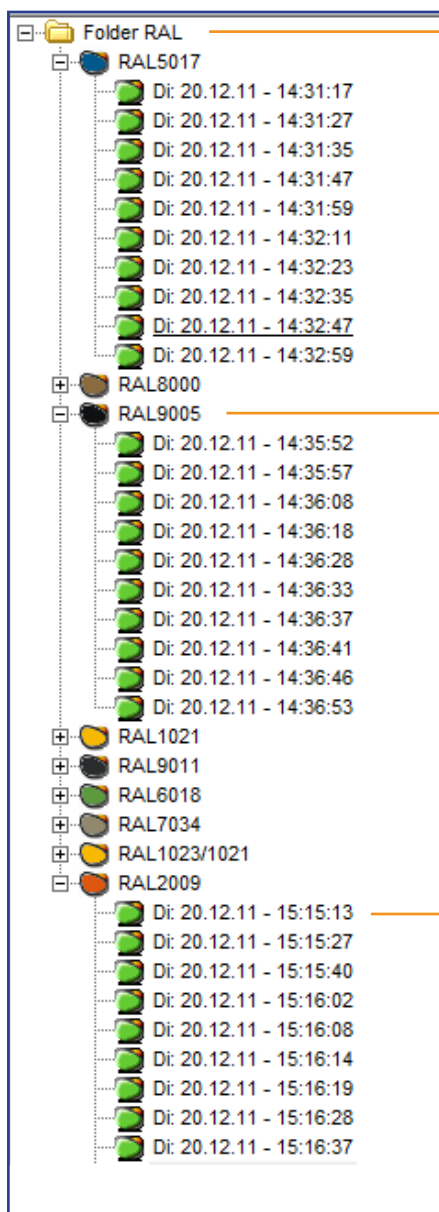 Folder RAL
RAL5017
Di: 20.12.11 - 14:31:17
Di: 20.12.11 - 14:31:27
Di: 20.12.11 - 14:31:35
Di: 20.12.11 - 14:31:47
Di: 20.12.11 - 14:31:59
Di: 20.12.11 - 14:32:11
Di: 20.12.11 - 14:32:23
Di: 20.12.11 - 14:32:35
Di: 20.12.11 - 14:32:47
Di: 20.12.11 - 14:32:59
RAL8000
RAL9005
Di: 20.12.11 - 14:35:52
Di: 20.12.11 - 14:35:57
Di: 20.12.11 - 14:36:08
Di: 20.12.11 - 14:36:18
Di: 20.12.11 - 14:36:28
Di: 20.12.11 - 14:36:33
Di: 20.12.11 - 14:36:37
Di: 20.12.11 - 14:36:41
Di: 20.12.11 - 14:36:46
Di: 20.12.11 - 14:36:53
RAL1021
RAL9011
RAL6018
RAL7034
RAL1023/1021
RAL2009
Di: 20.12.11 - 15:15:13
Di: 20.12.11 - 15:15:27
Di: 20.12.11 - 15:15:40
Di: 20.12.11 - 15:16:02
Di: 20.12.11 - 15:16:08
Di: 20.12.11 - 15:16:14
Di: 20.12.11 - 15:16:19
Di: 20.12.11 - 15:16:28
Di: 20.12.11 - 15:16:37